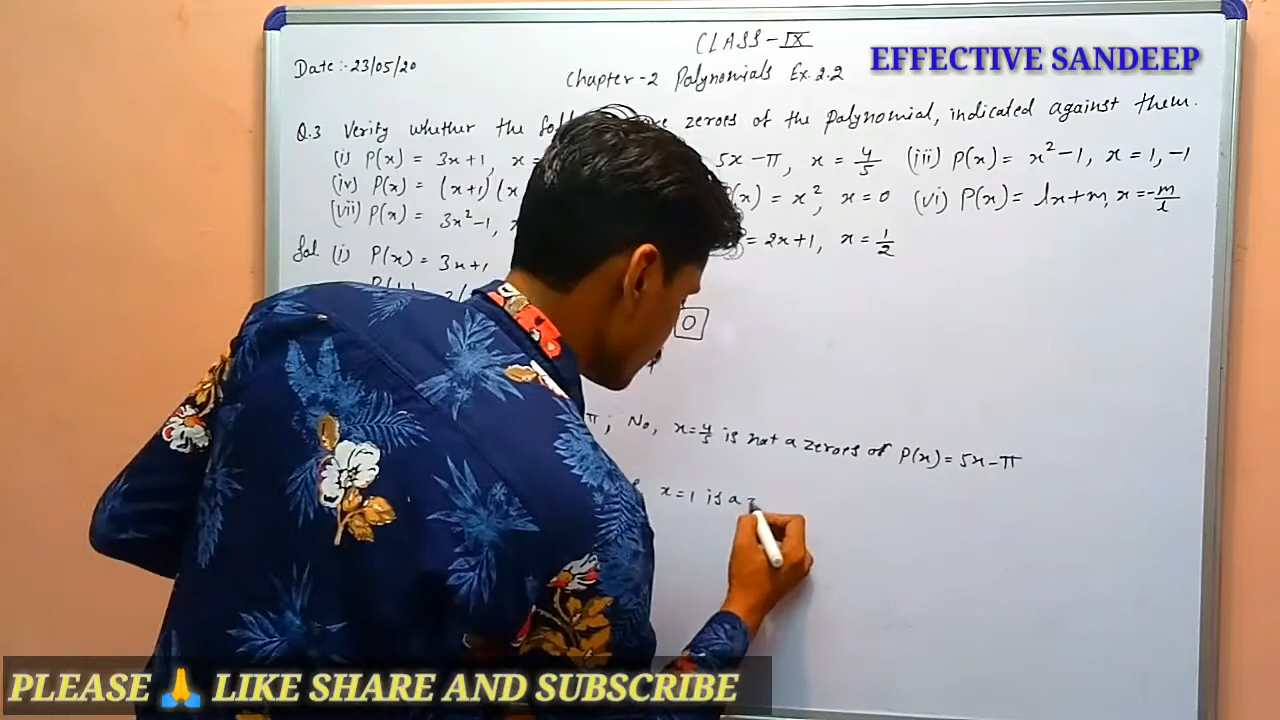 CLASS-IX
EFFECTIVE SANDEEP
Date:-23/05/20
Chapter-2 Polynomials Ex.2.2
Q.3 Verify whether the zeroes of the polynomial, indicated against them.
(i) P(x) = 3x+1, x = 5x-π, x = 4/5 (iii) P(x) = x²-1, x = 1, -1
(iv) P(x) = (x+1)(x (x) = x², x = 0 (vi) P(x) = lx+m, x = -m/l
(vii) P(x) = 3x²-1, = 2x+1, x = 1/2
Sol. (i) P(x) = 3x+1
0
π ; No, x=4/5 is not a zeroes of P(x)=5x-π
x=1 is a
PLEASE 🙏 LIKE SHARE AND SUBSCRIBE